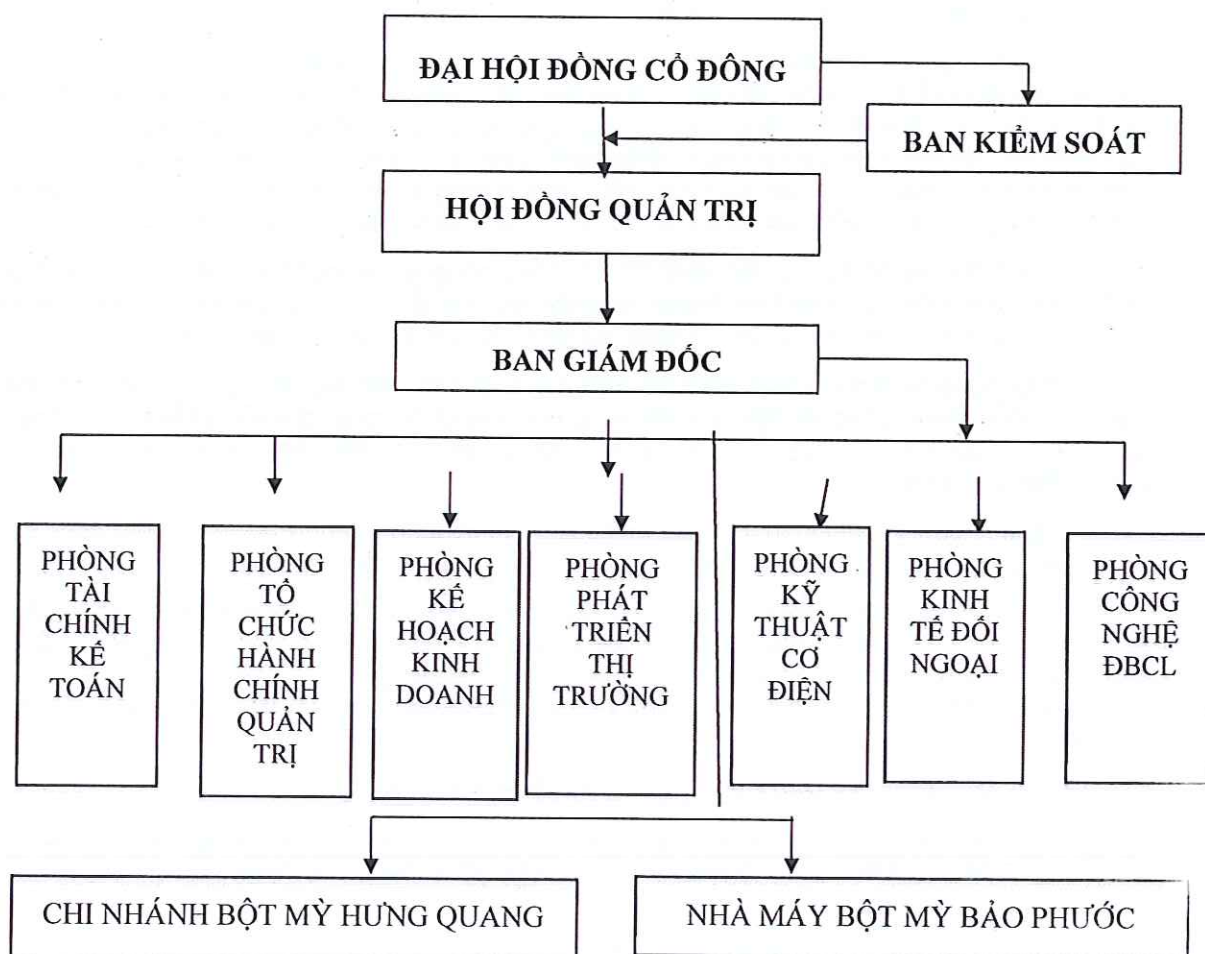 ĐẠI HỘI ĐỒNG CỔ ĐÔNG
BAN KIỂM SOÁT
HỘI ĐỒNG QUẢN TRỊ
BAN GIÁM ĐỐC
PHÒNG
TÀI
CHÍNH
KẾ
TOÁN
PHÒNG
TỔ
CHỨC
HÀNH
CHÍNH
QUẢN
TRỊ
PHÒNG
KẾ
HOẠCH
KINH
DOANH
PHÒNG
PHÁT
TRIỂN
THỊ
TRƯỜNG
PHÒNG
KỸ
THUẬT
CƠ
ĐIỆN
PHÒNG
KINH
TẾ ĐỐI
NGOẠI
PHÒNG
CÔNG
NGHỆ
ĐBCL
CHI NHÁNH BỘT MỲ HƯNG QUANG
NHÀ MÁY BỘT MỲ BẢO PHƯỚC